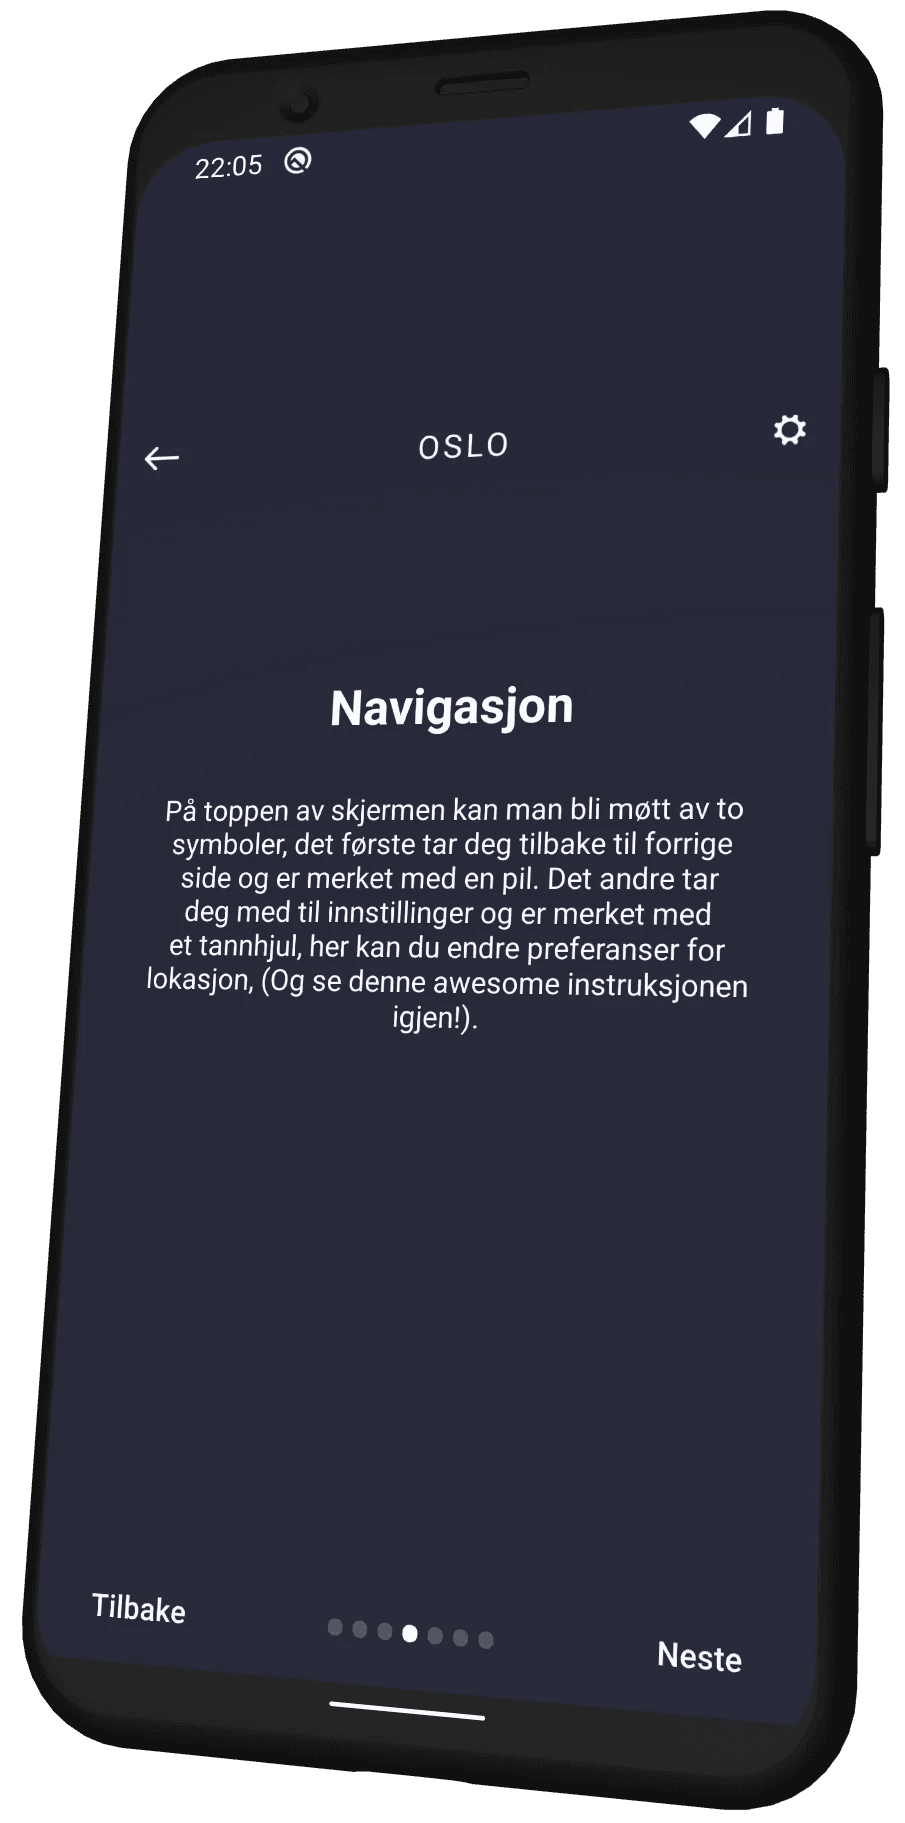 22:05
OSLO
Navigasjon
På toppen av skjermen kan man bli møtt av to
symboler, det første tar deg tilbake til forrige
side og er merket med en pil. Det andre tar
deg med til innstillinger og er merket med
et tannhjul, her kan du endre preferanser for
lokasjon, (Og se denne awesome instruksjonen
igjen!).
Tilbake
Neste